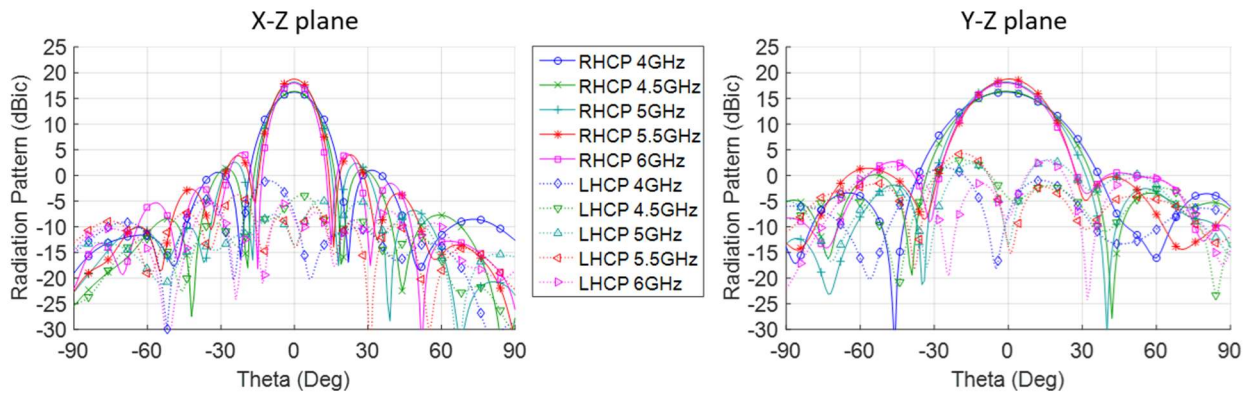 X-Z plane
Radiation Pattern (dBic)
25
20
15
10
5
0
-5
-10
-15
-20
-25
-30
-90 -60 -30 0 30 60 90
Theta (Deg)
RHCP 4GHz
RHCP 4.5GHz
RHCP 5GHz
RHCP 5.5GHz
RHCP 6GHz
LHCP 4GHz
LHCP 4.5GHz
LHCP 5GHz
LHCP 5.5GHz
LHCP 6GHz
Y-Z plane
Radiation Pattern (dBic)
25
20
15
10
5
0
-5
-10
-15
-20
-25
-30
-90 -60 -30 0 30 60 90
Theta (Deg)